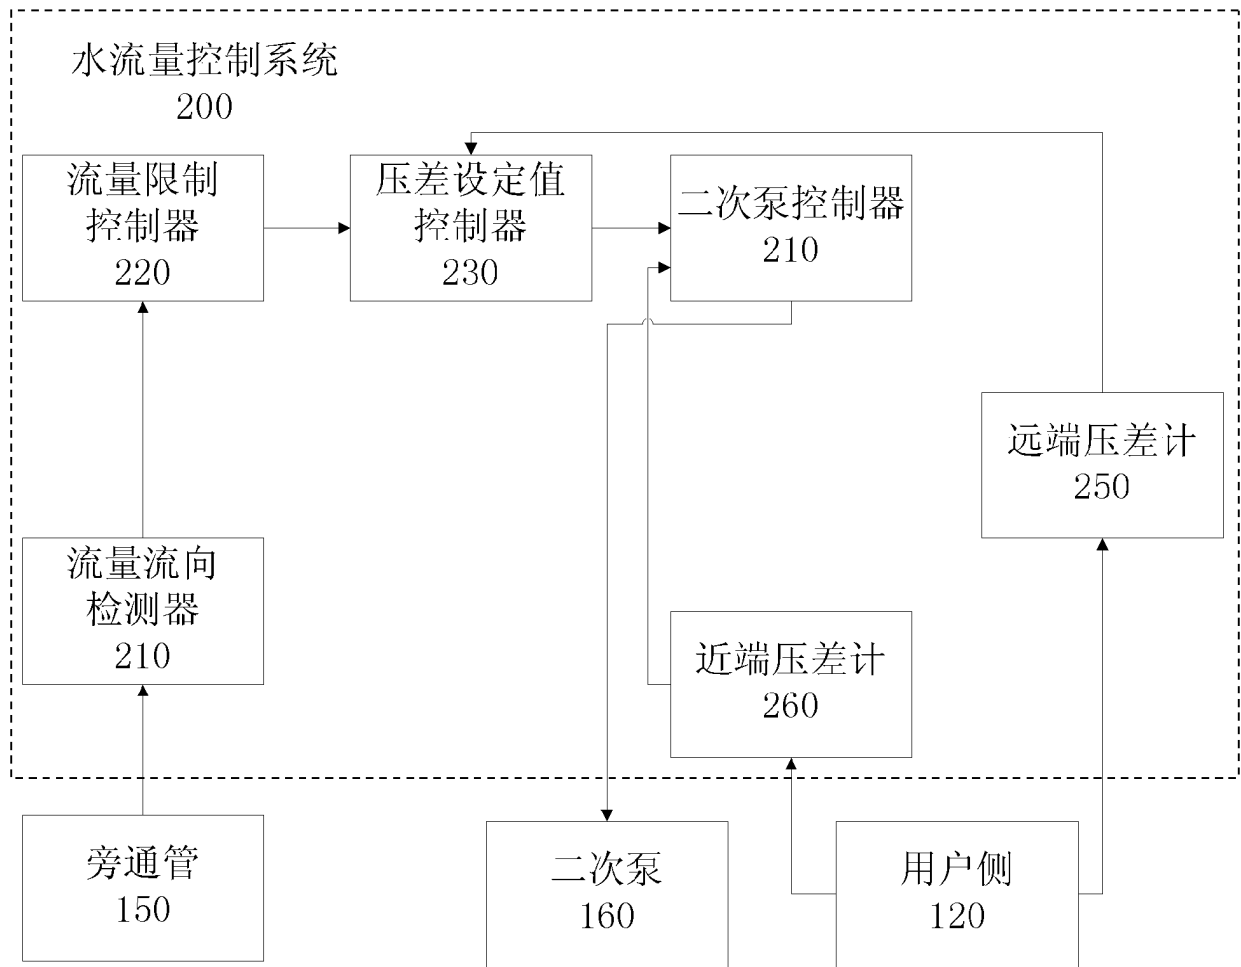 水流量控制系统
200
流量限制
控制器
220
压差设定值
控制器
230
二次泵控制器
210
远端压差计
250
流量流向
检测器
210
近端压差计
260
旁通管
150
二次泵
160
用户侧
120